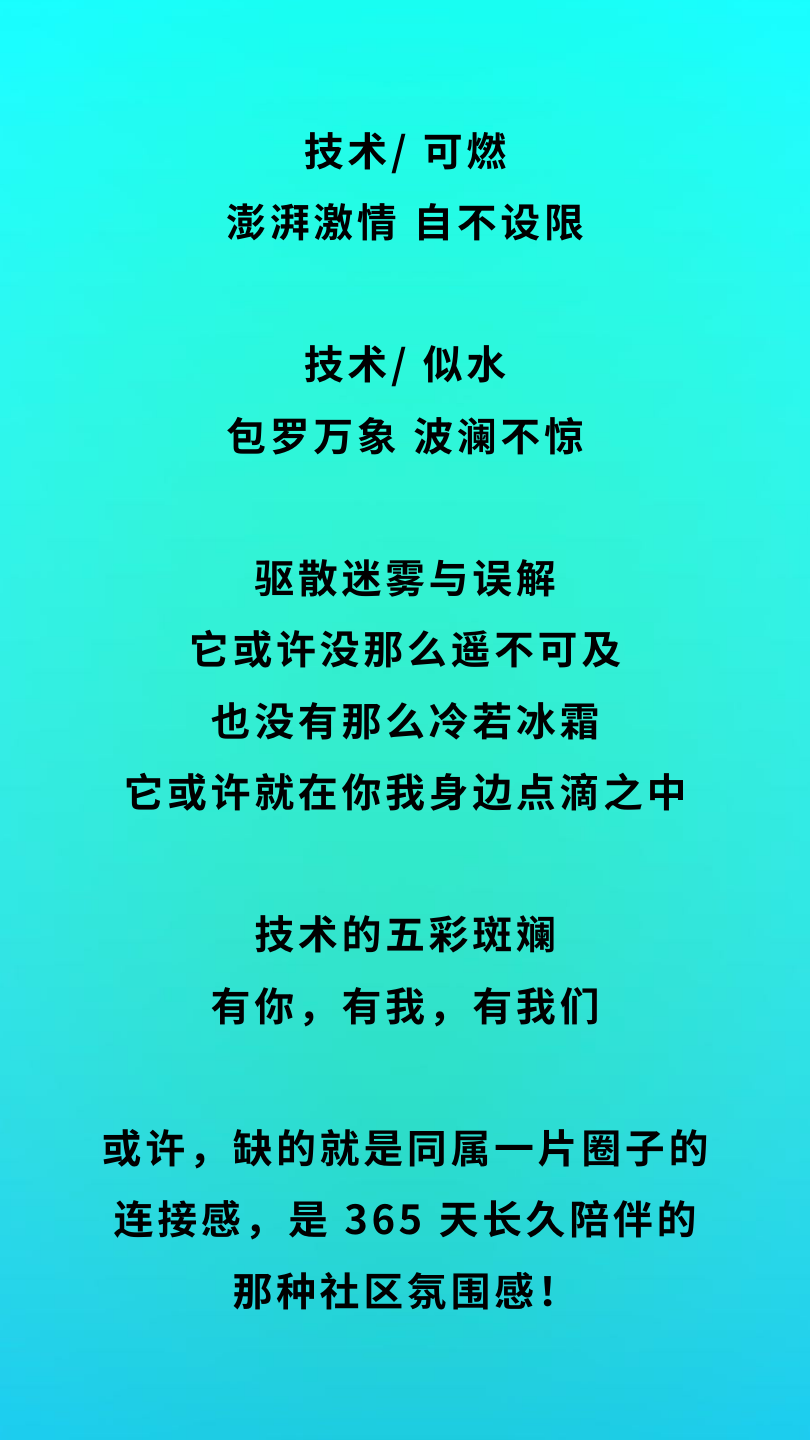 技术/ 可燃
澎湃激情 自不设限
技术/ 似水
包罗万象 波澜不惊
驱散迷雾与误解
它或许没那么遥不可及
也没有那么冷若冰霜
它或许就在你我身边点滴之中
技术的五彩斑斓
有你，有我，有我们
或许，缺的就是同属一片圈子的
连接感，是 365 天长久陪伴的
那种社区氛围感！